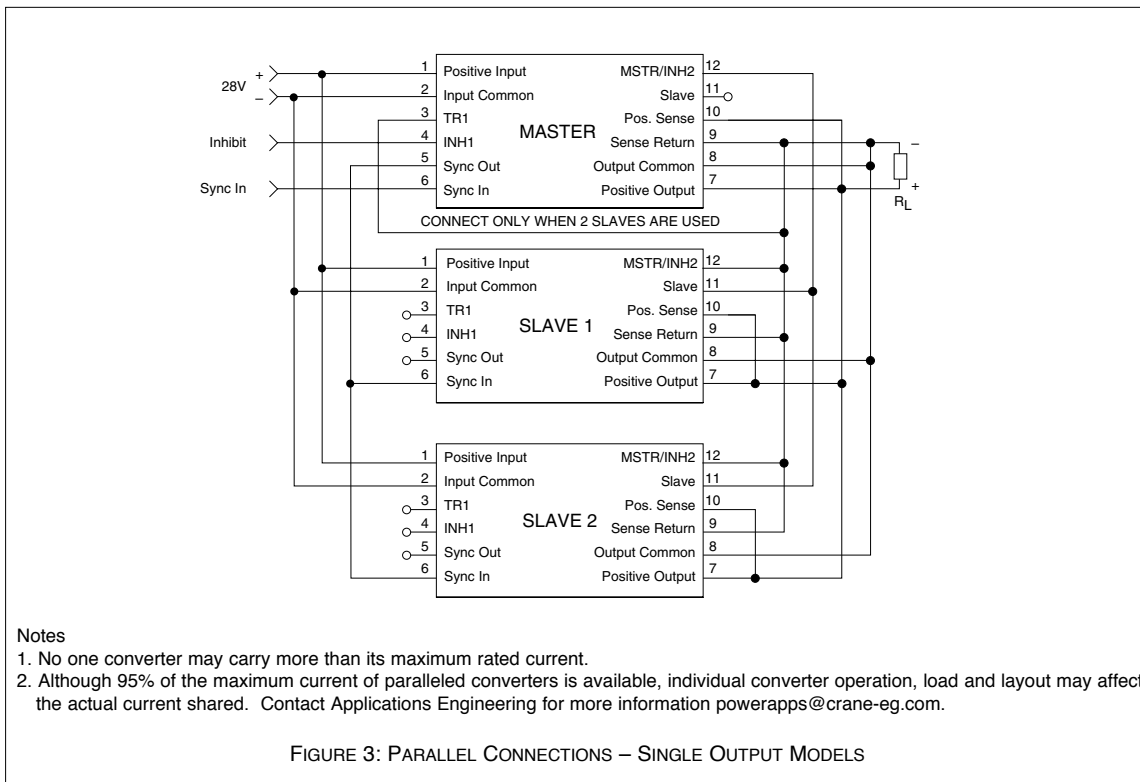 28V
+
–
Inhibit
Sync In
1 Positive Input MSTR/INH2 12
2 Input Common Slave 11
3 TR1 Pos. Sense 10
4 INH1 MASTER Sense Return 9
5 Sync Out Output Common 8
6 Sync In Positive Output 7
–
+
RL
CONNECT ONLY WHEN 2 SLAVES ARE USED
1 Positive Input MSTR/INH2 12
2 Input Common Slave 11
3 TR1 Pos. Sense 10
4 INH1 SLAVE 1 Sense Return 9
5 Sync Out Output Common 8
6 Sync In Positive Output 7
1 Positive Input MSTR/INH2 12
2 Input Common Slave 11
3 TR1 Pos. Sense 10
4 INH1 SLAVE 2 Sense Return 9
5 Sync Out Output Common 8
6 Sync In Positive Output 7
Notes
1. No one converter may carry more than its maximum rated current.
2. Although 95% of the maximum current of paralleled converters is available, individual converter operation, load and layout may affect
the actual current shared. Contact Applications Engineering for more information powerapps@crane-eg.com.
FIGURE 3: PARALLEL CONNECTIONS – SINGLE OUTPUT MODELS